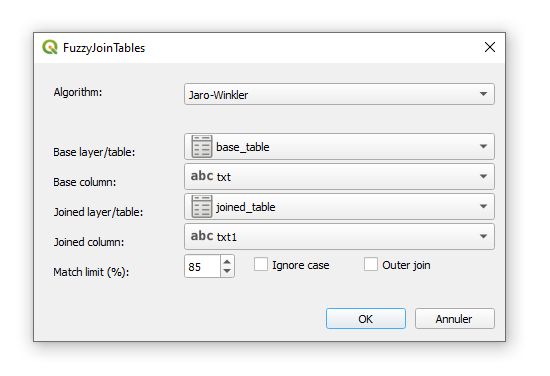 FuzzyJoinTables
Algorithm: Jaro-Winkler
Base layer/table: base_table
Base column: abc txt
Joined layer/table: joined_table
Joined column: abc txt1
Match limit (%): 85 Ignore case Outer join
OK Annuler